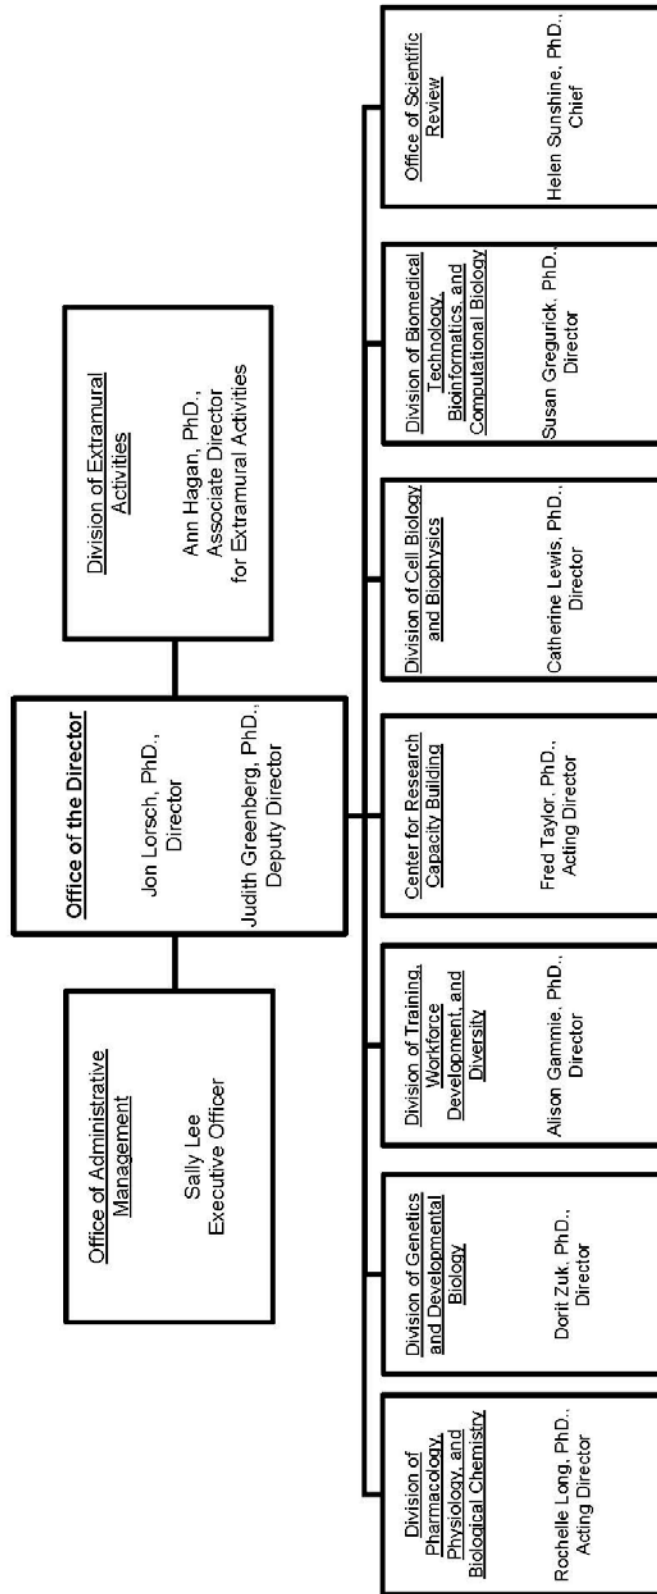 Office of the Director
Jon Lorsch, PhD.,
Director
Judith Greenberg, PhD.,
Deputy Director
Office of Administrative
Management
Sally Lee
Executive Officer
Division of Extramural
Activities
Ann Hagan, PhD.,
Associate Director
for Extramural Activities
Division of
Pharmacology,
Physiology, and
Biological Chemistry
Rochelle Long, PhD.,
Acting Director
Division of Genetics
and Developmental
Biology
Dorit Zuk, PhD.,
Director
Division of Training,
Workforce
Development, and
Diversity
Alison Gammie, PhD.,
Director
Center for Research
Capacity Building
Fred Taylor, PhD.,
Acting Director
Division of Cell Biology
and Biophysics
Catherine Lewis, PhD.,
Director
Division of Biomedical
Technology,
Bioinformatics, and
Computational Biology
Susan Gregurick, PhD.,
Director
Office of Scientific
Review
Helen Sunshine, PhD.,
Chief